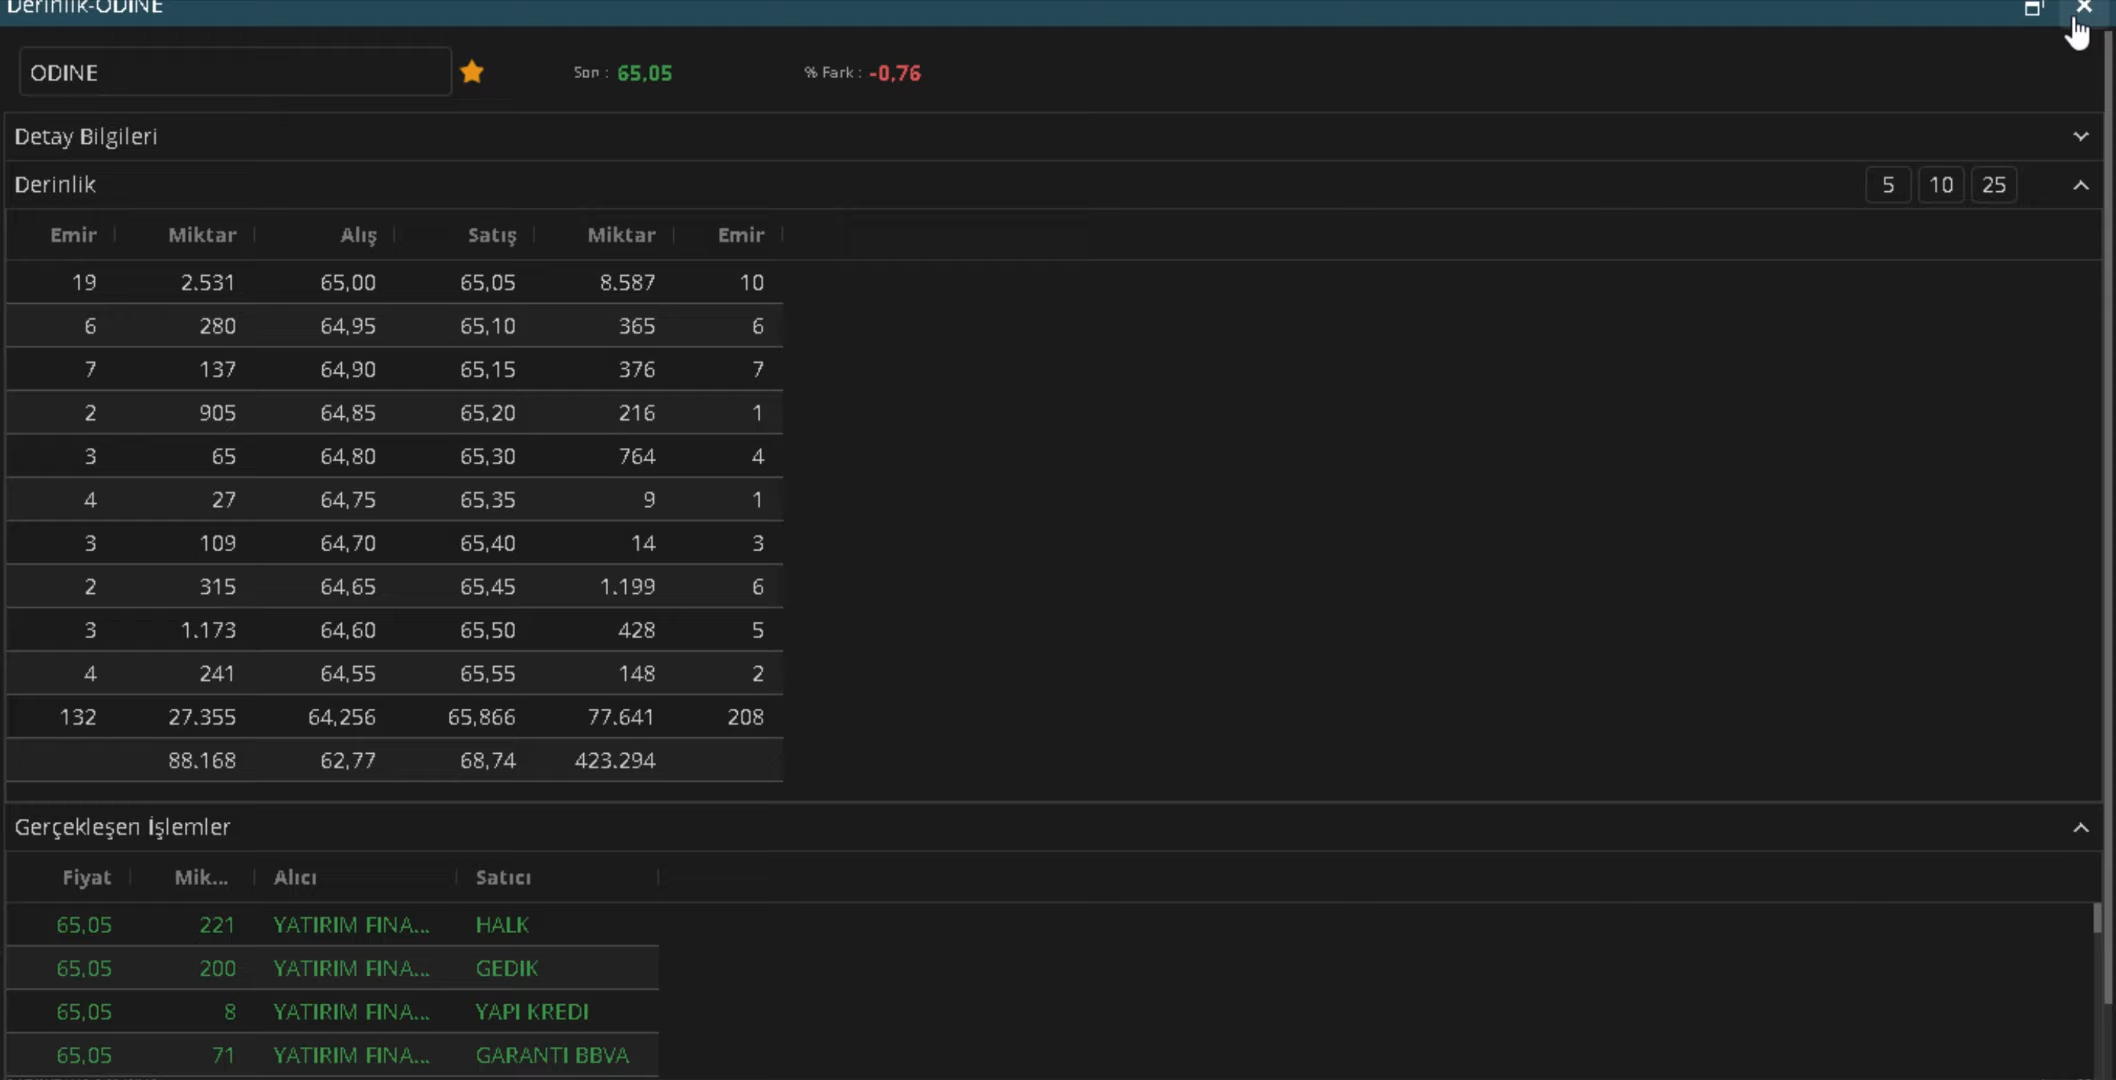 Derinlik-ODINE
ODINE Son : 65,05 % Fark : -0,76
Detay Bilgileri
Derinlik 5 10 25
Emir Miktar Alış Satış Miktar Emir
19 2.531 65,00 65,05 8.587 10
6 280 64,95 65,10 365 6
7 137 64,90 65,15 376 7
2 905 64,85 65,20 216 1
3 65 64,80 65,30 764 4
4 27 64,75 65,35 9 1
3 109 64,70 65,40 14 3
2 315 64,65 65,45 1.199 6
3 1.173 64,60 65,50 428 5
4 241 64,55 65,55 148 2
132 27.355 64,256 65,866 77.641 208
88.168 62,77 68,74 423.294
Gerçekleşen İşlemler
Fiyat Mik... Alıcı Satıcı
65,05 221 YATIRIM FINA... HALK
65,05 200 YATIRIM FINA... GEDIK
65,05 8 YATIRIM FINA... YAPI KREDI
65,05 71 YATIRIM FINA... GARANTI BBVA